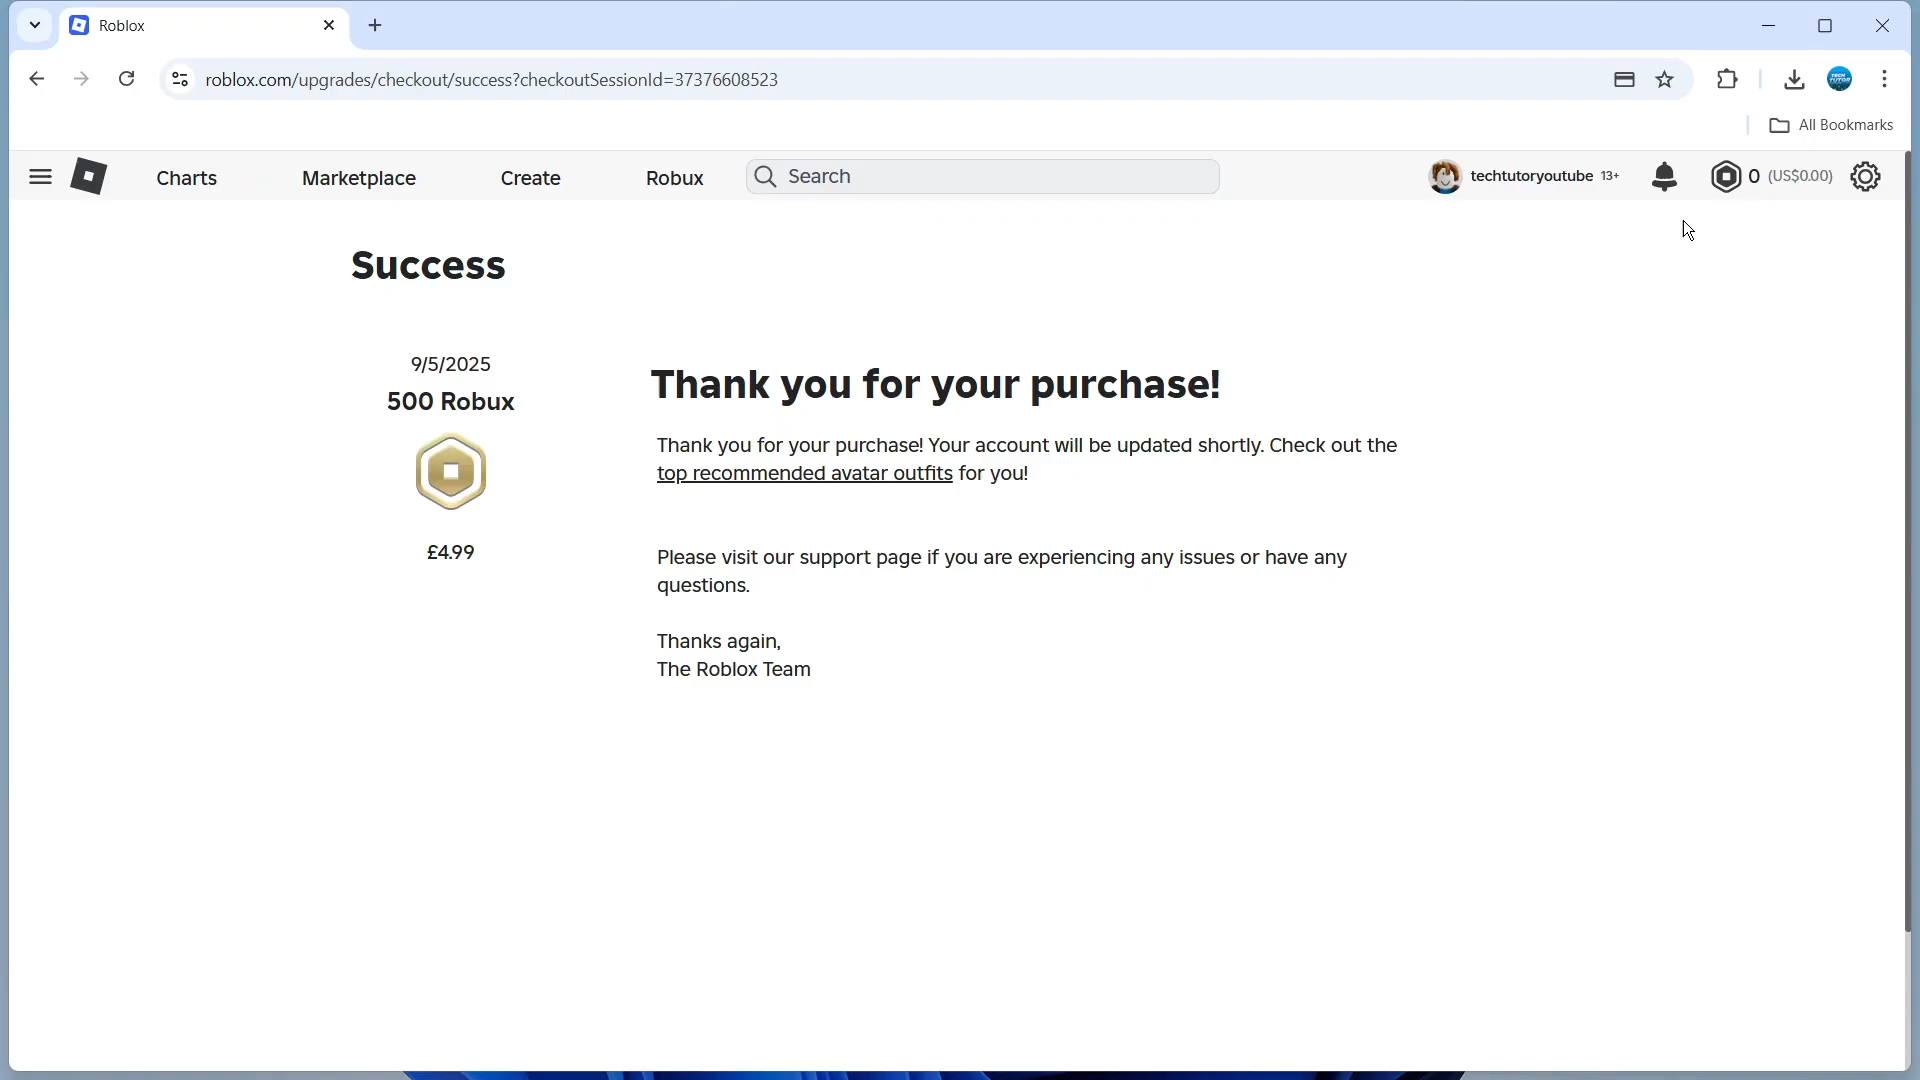 Roblox
roblox.com/upgrades/checkout/success?checkoutSessionId=37376608523
All Bookmarks
Charts
Marketplace
Create
Robux
Search
techtutoryoutube 13+
0 (US$0.00)
Success
9/5/2025
500 Robux
£4.99
Thank you for your purchase!
Thank you for your purchase! Your account will be updated shortly. Check out the
top recommended avatar outfits for you!
Please visit our support page if you are experiencing any issues or have any
questions.
Thanks again,
The Roblox Team